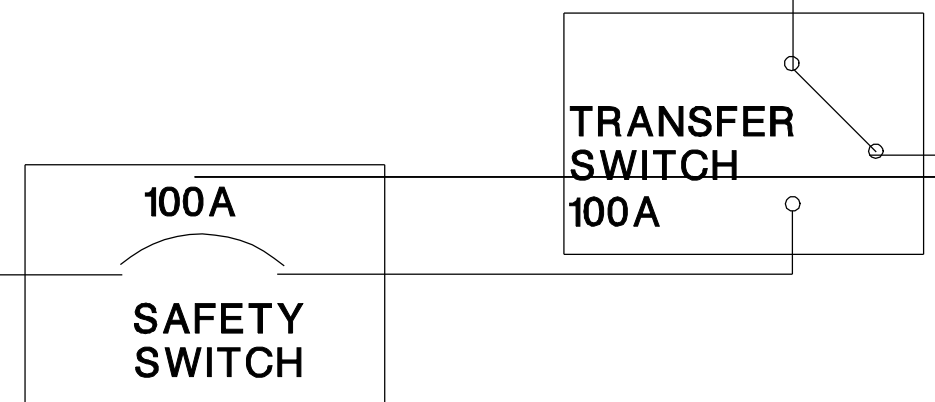 TRANSFER
SWITCH
100A
100A
SAFETY
SWITCH